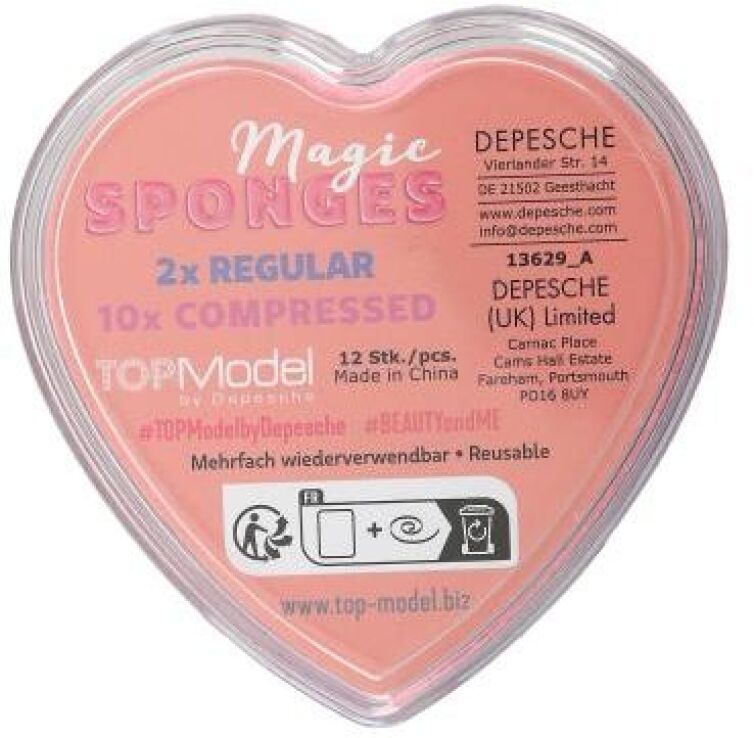 Magic
SPONGES
2x REGULAR
10x COMPRESSED
TOPModel
by Depesche
12 Stk./pcs.
Made in China
DEPESCHE
Vierlander Str. 14
DE 21502 Geesthacht
www.depesche.com
info@depesche.com
13629_A
DEPESCHE
(UK) Limited
Carnac Place
Cams Hall Estate
Fareham, Portsmouth
PO16 8UY
#TOPModelbyDepesche #BEAUTYandME
Mehrfach wiederverwendbar • Reusable
FR
+
www.top-model.biz